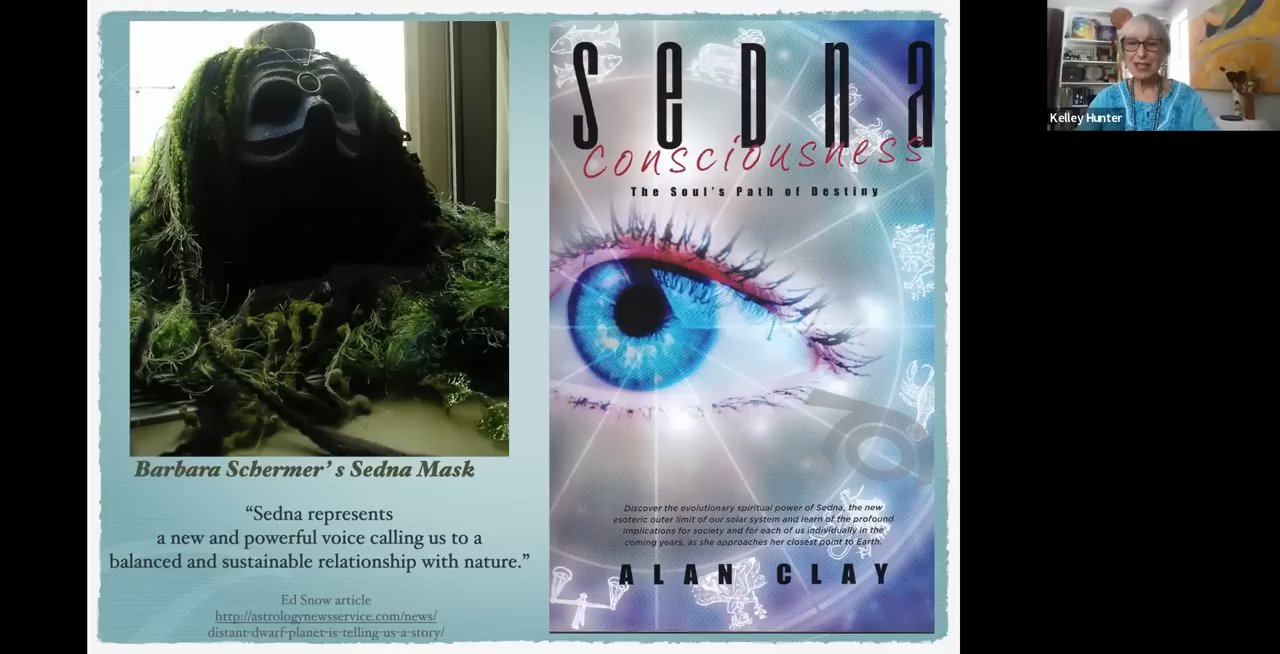 Barbara Schermer's Sedna Mask
“Sedna represents
a new and powerful voice calling us to a
balanced and sustainable relationship with nature.”
Ed Snow article
http://astrologynewsservice.com/news/
distant-dwarf-planet-is-telling-us-a-story/
Sedna
Consciousness
The Soul's Path of Destiny
Discover the evolutionary spiritual power of Sedna, the new
esoteric outer limit of our solar system and learn of the profound
implications for society and for each of us individually in the
coming years, as she approaches her closest point to Earth.
ALAN CLAY
Kelley Hunter